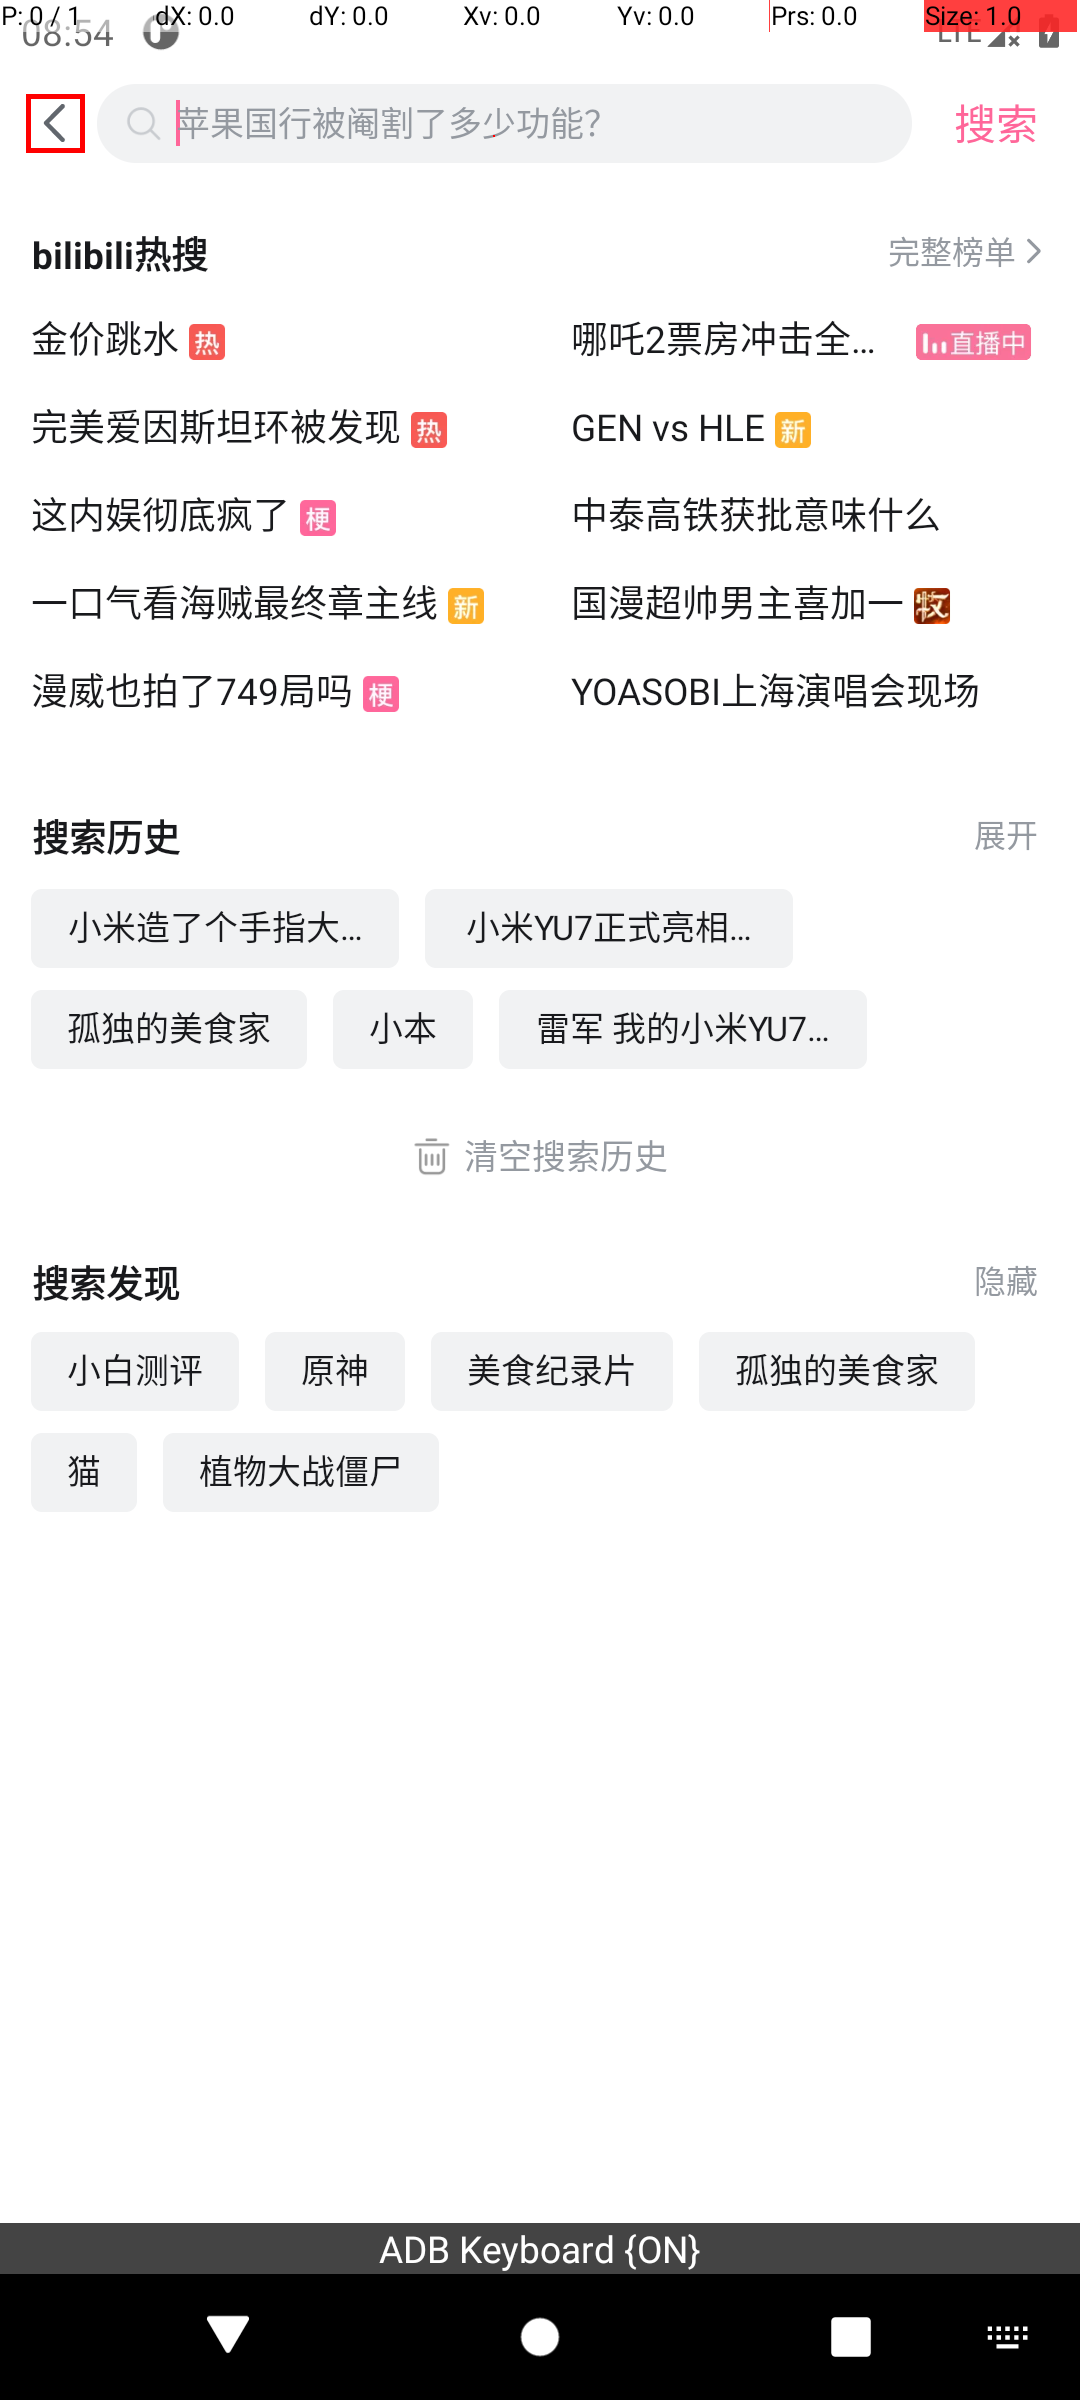 P: 0 / 1 dX: 0.0 dY: 0.0 Xv: 0.0 Yv: 0.0 Prs: 0.0 Size: 1.0
08:54 LTE
苹果国行被阉割了多少功能? 搜索
bilibili热搜 完整榜单
金价跳水 热 哪吒2票房冲击全... 直播中
完美爱因斯坦环被发现 热 GEN vs HLE 新
这内娱彻底疯了 梗 中泰高铁获批意味什么
一口气看海贼最终章主线 新 国漫超帅男主喜加一 牧
漫威也拍了749局吗 梗 YOASOBI上海演唱会现场
搜索历史 展开
小米造了个手指大... 小米YU7正式亮相...
孤独的美食家 小本 雷军 我的小米YU7...
清空搜索历史
搜索发现 隐藏
小白测评 原神 美食纪录片 孤独的美食家
猫 植物大战僵尸
ADB Keyboard {ON}